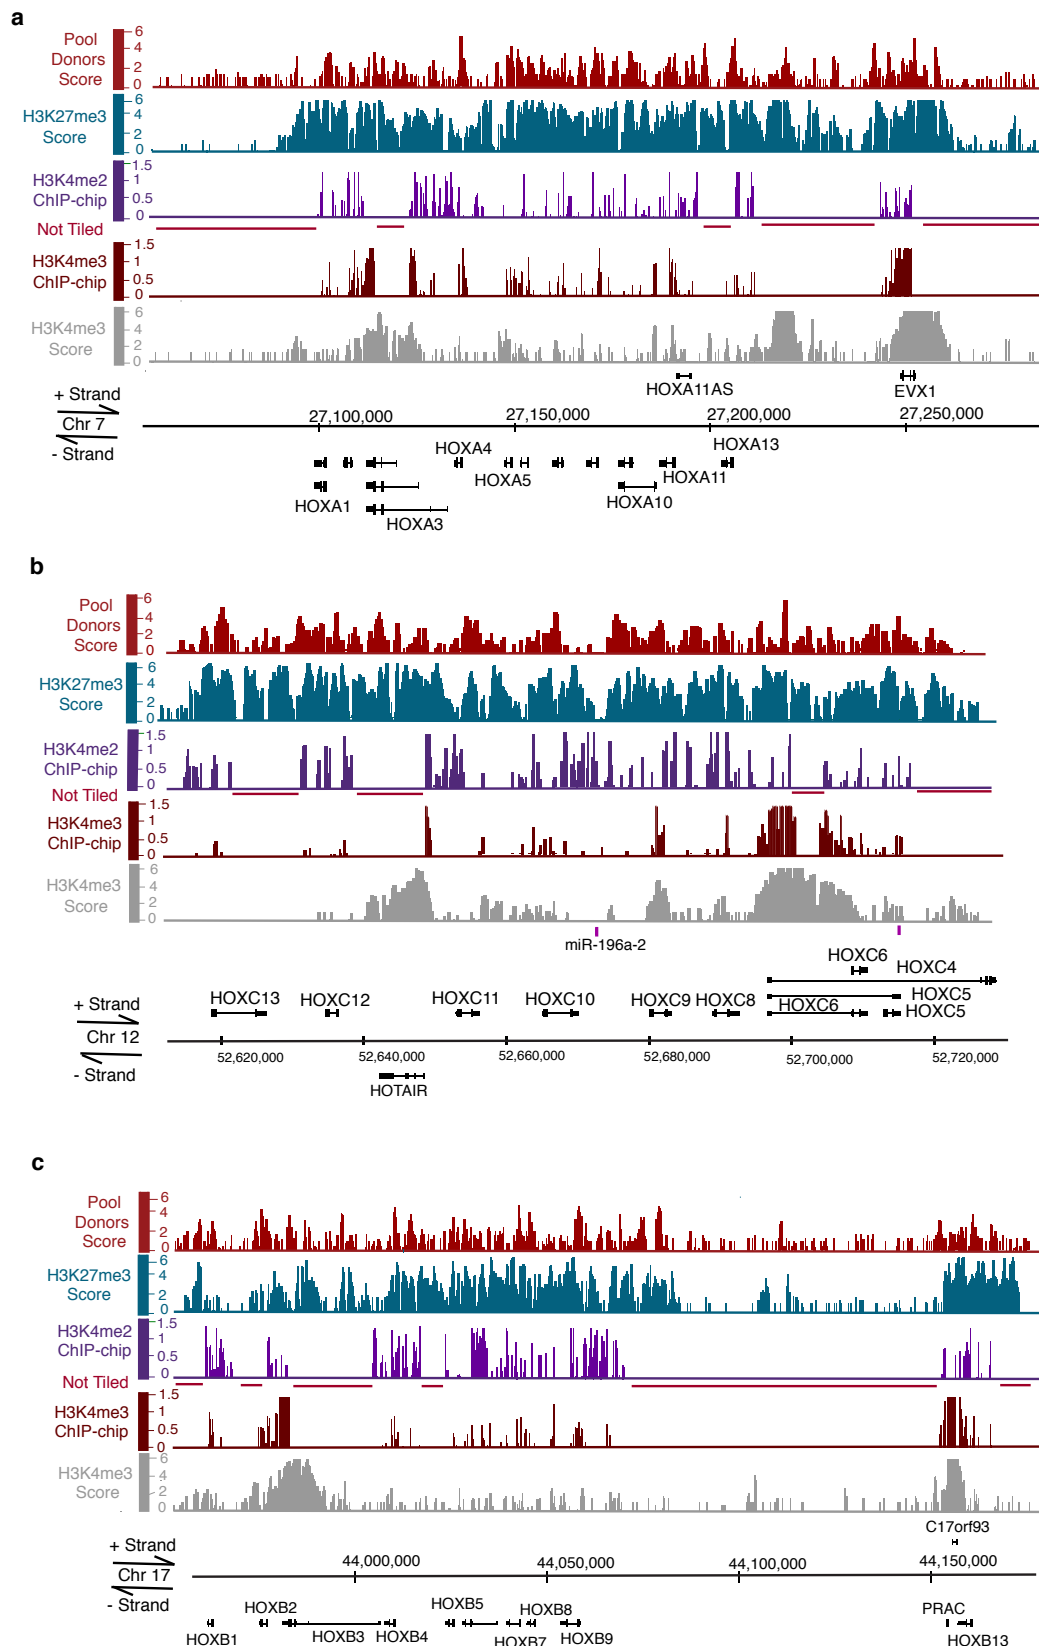 a
Pool
Donors
Score
6
4
2
0
H3K27me3
Score
6
4
2
0
H3K4me2
ChIP-chip
1.5
1
0.5
0
Not Tiled
H3K4me3
ChIP-chip
1.5
1
0.5
0
H3K4me3
Score
6
4
2
0
HOXA11AS
EVX1
+ Strand
Chr 7
- Strand
27,100,000
27,150,000
27,200,000
27,250,000
HOXA4
HOXA13
HOXA5
HOXA11
HOXA1
HOXA10
HOXA3
b
Pool
Donors
Score
6
4
2
0
H3K27me3
Score
6
4
2
0
H3K4me2
ChIP-chip
1.5
1
0.5
0
Not Tiled
H3K4me3
ChIP-chip
1.5
1
0.5
0
H3K4me3
Score
6
4
2
0
miR-196a-2
HOXC6
HOXC4
HOXC5
HOXC13
HOXC12
HOXC11
HOXC10
HOXC9
HOXC8
HOXC6
HOXC5
+ Strand
Chr 12
- Strand
52,620,000
52,640,000
52,660,000
52,680,000
52,700,000
52,720,000
HOTAIR
c
Pool
Donors
Score
6
4
2
0
H3K27me3
Score
6
4
2
0
H3K4me2
ChIP-chip
1.5
1
0.5
0
Not Tiled
H3K4me3
ChIP-chip
1.5
1
0.5
0
H3K4me3
Score
6
4
2
0
C17orf93
+ Strand
Chr 17
- Strand
44,000,000
44,050,000
44,100,000
44,150,000
HOXB2
HOXB5
HOXB8
PRAC
HOXB1
HOXB3
HOXB4
HOXB7
HOXB9
HOXB13